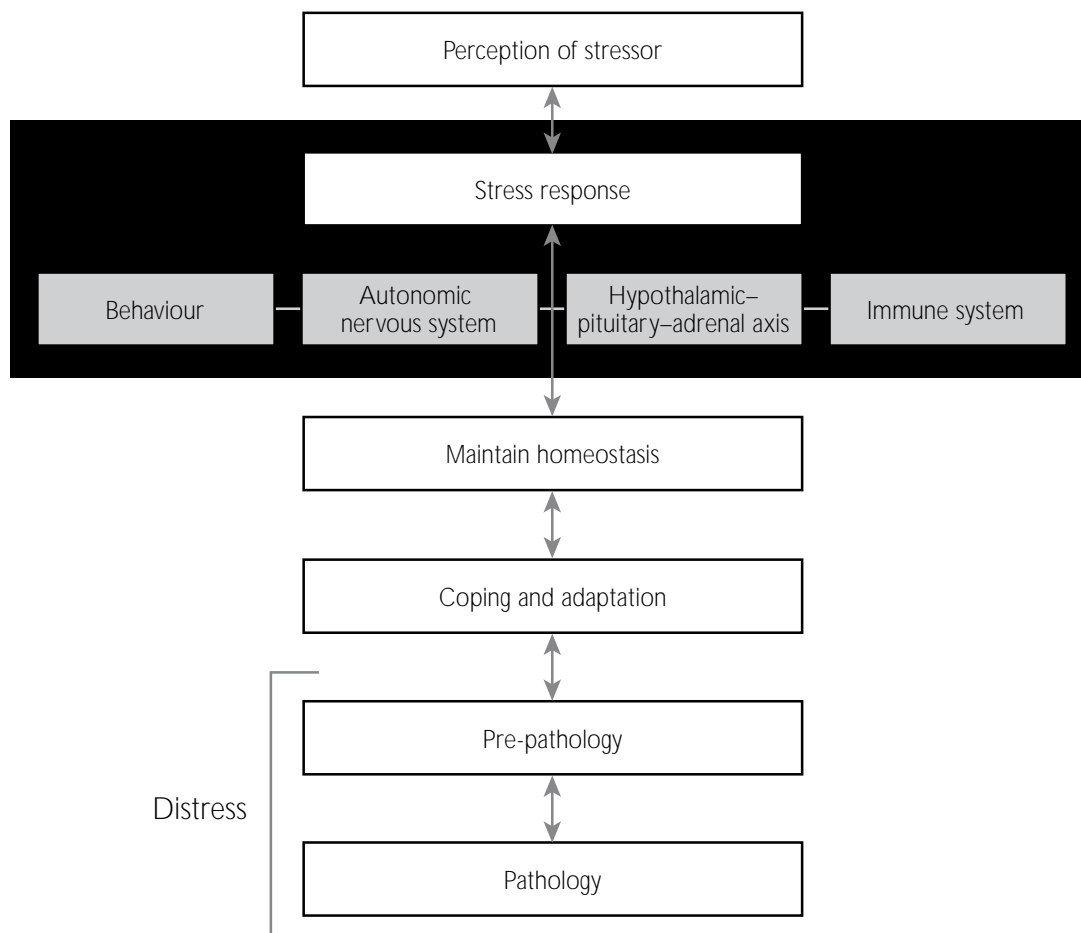 Perception of stressor
Stress response
Behaviour
Autonomic
nervous system
Hypothalamic–
pituitary–adrenal axis
Immune system
Maintain homeostasis
Coping and adaptation
Pre-pathology
Distress
Pathology